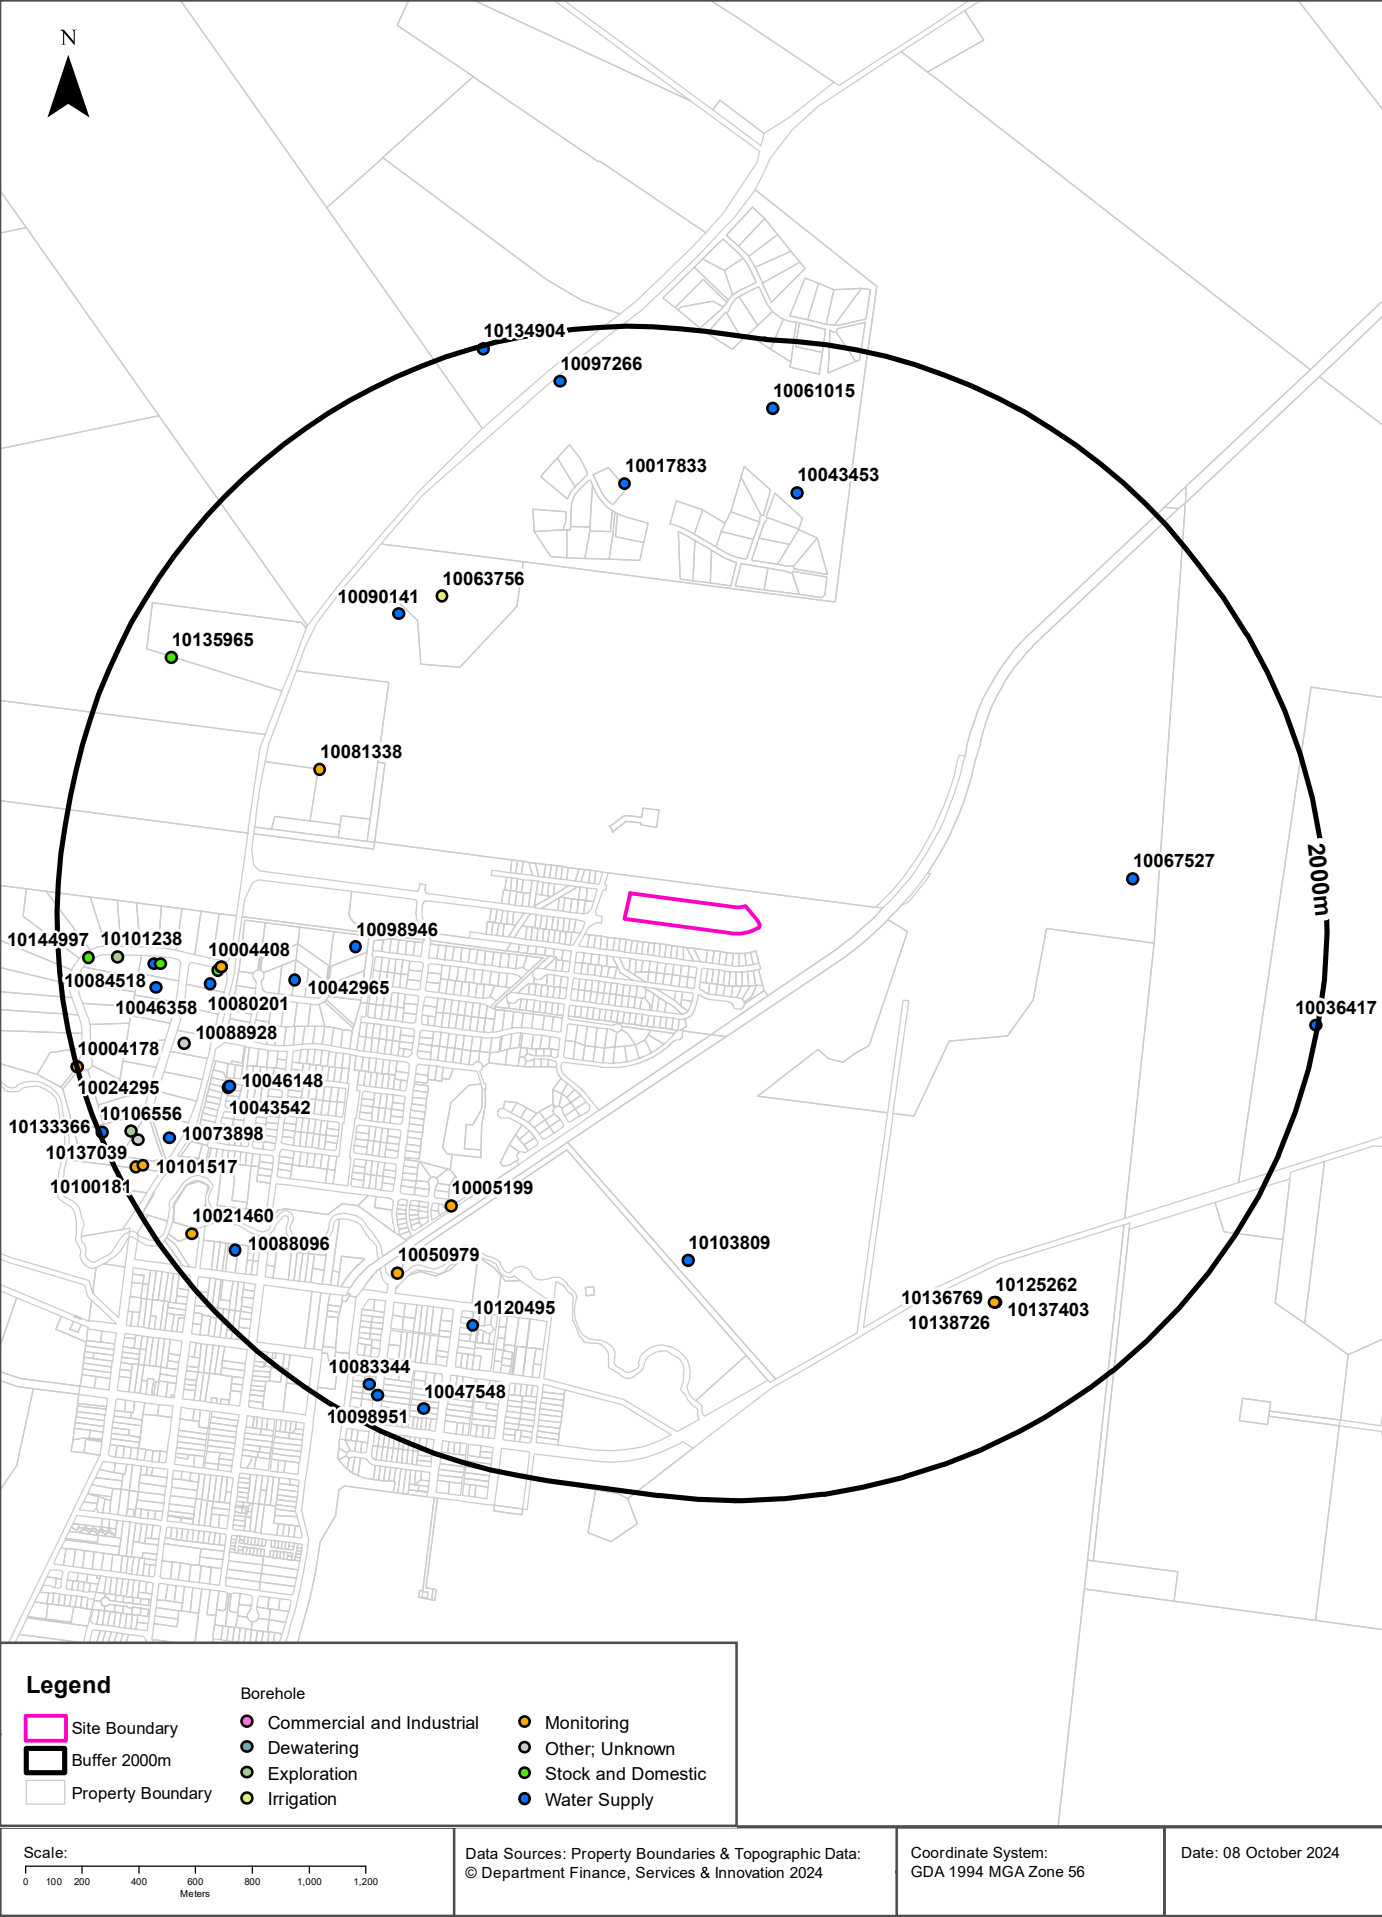 N
10134904
10097266
10061015
10017833
10043453
10063756
10090141
10135965
10081338
2000m
10067527
10098946
10144997
10101238
10004408
10084518
10042965
10046358
10080201
10036417
10088928
10004178
10024295
10046148
10043542
10106556
10133366
10073898
10137039
10101517
10100181
10005199
10021460
10088096
10050979
10103809
10125262
10136769
10137403
10138726
10120495
10083344
10047548
10098951
Legend
Site Boundary
Buffer 2000m
Property Boundary
Borehole
Commercial and Industrial
Dewatering
Exploration
Irrigation
Monitoring
Other; Unknown
Stock and Domestic
Water Supply
Scale:
0 100 200 400 600 800 1,000 1,200
Meters
Data Sources: Property Boundaries & Topographic Data:
© Department Finance, Services & Innovation 2024
Coordinate System:
GDA 1994 MGA Zone 56
Date: 08 October 2024